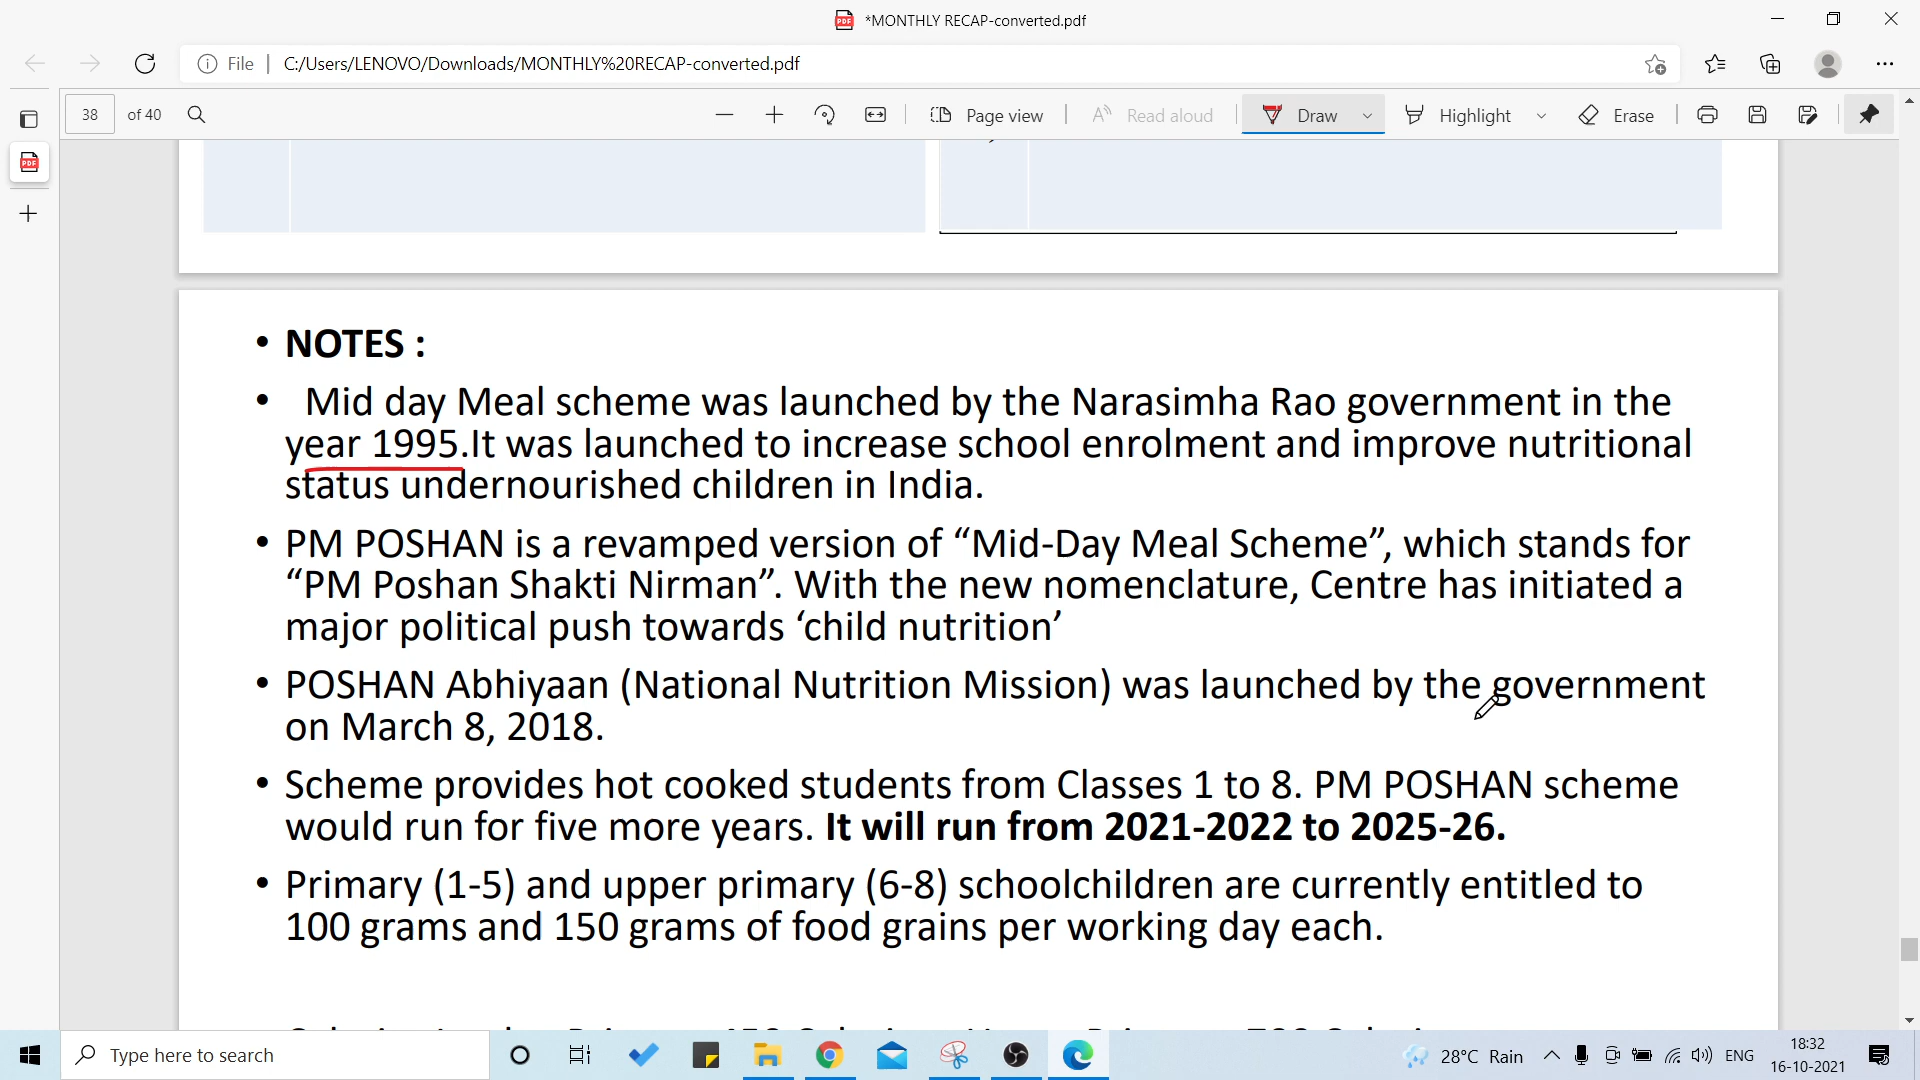 *MONTHLY RECAP-converted.pdf
File | C:/Users/LENOVO/Downloads/MONTHLY%20RECAP-converted.pdf
38 of 40 Page view Read aloud Draw Highlight Erase
• NOTES :
• Mid day Meal scheme was launched by the Narasimha Rao government in the
year 1995.It was launched to increase school enrolment and improve nutritional
status undernourished children in India.
• PM POSHAN is a revamped version of “Mid-Day Meal Scheme”, which stands for
“PM Poshan Shakti Nirman”. With the new nomenclature, Centre has initiated a
major political push towards ‘child nutrition’
• POSHAN Abhiyaan (National Nutrition Mission) was launched by the government
on March 8, 2018.
• Scheme provides hot cooked students from Classes 1 to 8. PM POSHAN scheme
would run for five more years. It will run from 2021-2022 to 2025-26.
• Primary (1-5) and upper primary (6-8) schoolchildren are currently entitled to
100 grams and 150 grams of food grains per working day each.
Type here to search
28°C Rain
ENG
18:32
16-10-2021